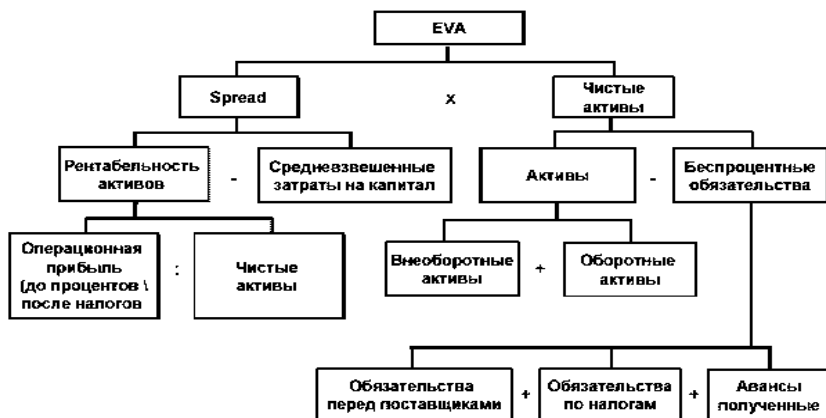 EVA
Spread
x
Чистые
активы
Рентабельность
активов
-
Средневзвешенные
затраты на капитал
Активы
-
Беспроцентные
обязательства
Операционная
прибыль
(до процентов \
после налогов
:
Чистые
активы
Внеоборотные
активы
+
Оборотные
активы
Обязательства
перед поставщиками
+
Обязательства
по налогам
+
Авансы
полученные